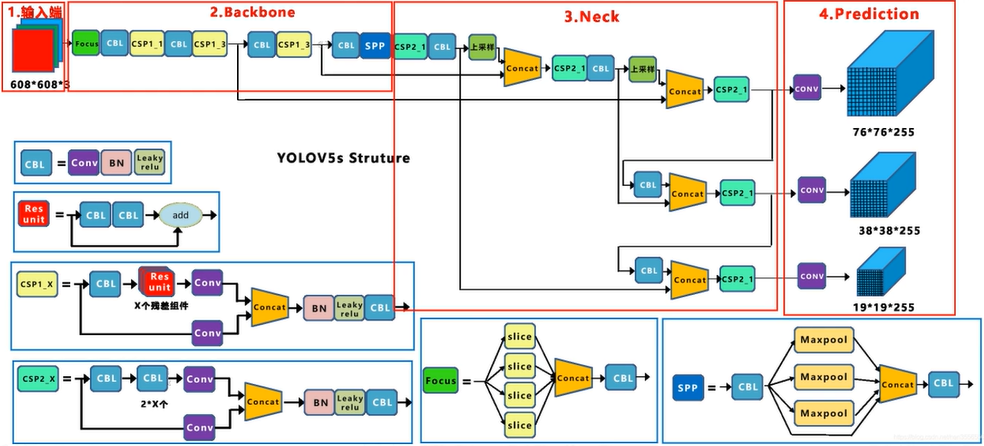 1.输入端
2.Backbone
3.Neck
4.Prediction
608*608*3
Focus
CBL
CSP1_1
CBL
CSP1_3
CBL
CSP1_3
CBL
SPP
CSP2_1
CBL
上采样
Concat
CSP2_1
CBL
上采样
Concat
CSP2_1
CONV
76*76*255
YOLOV5s Struture
CBL
Concat
CSP2_1
CONV
38*38*255
CBL
Concat
CSP2_1
CONV
19*19*255
CBL
=
Conv
BN
Leaky
relu
Res
unit
=
CBL
CBL
add
CSP1_X
=
CBL
Res
unit
X个残差组件
Conv
Conv
Concat
BN
Leaky
relu
CBL
CSP2_X
=
CBL
CBL
2*X个
Conv
Conv
Concat
BN
Leaky
relu
CBL
Focus
=
slice
slice
slice
slice
Concat
CBL
SPP
=
CBL
Maxpool
Maxpool
Maxpool
Concat
CBL